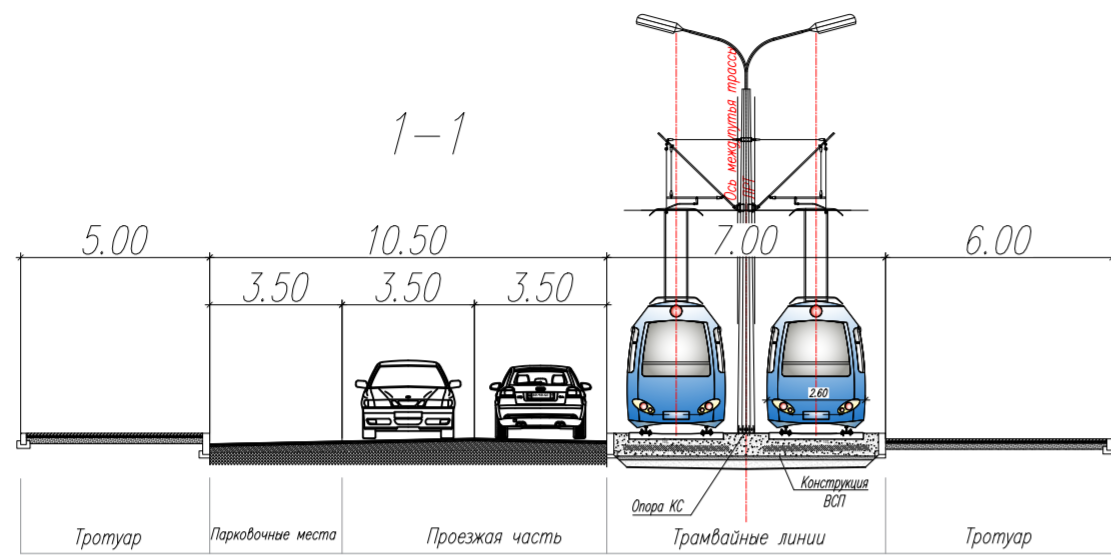 1-1
Ось междупутья трассы
ЛРТ
5.00
10.50
7.00
6.00
3.50
3.50
3.50
2.60
Опора КС
Конструкция
ВСП
Тротуар
Парковочные места
Проезжая часть
Трамвайные линии
Тротуар